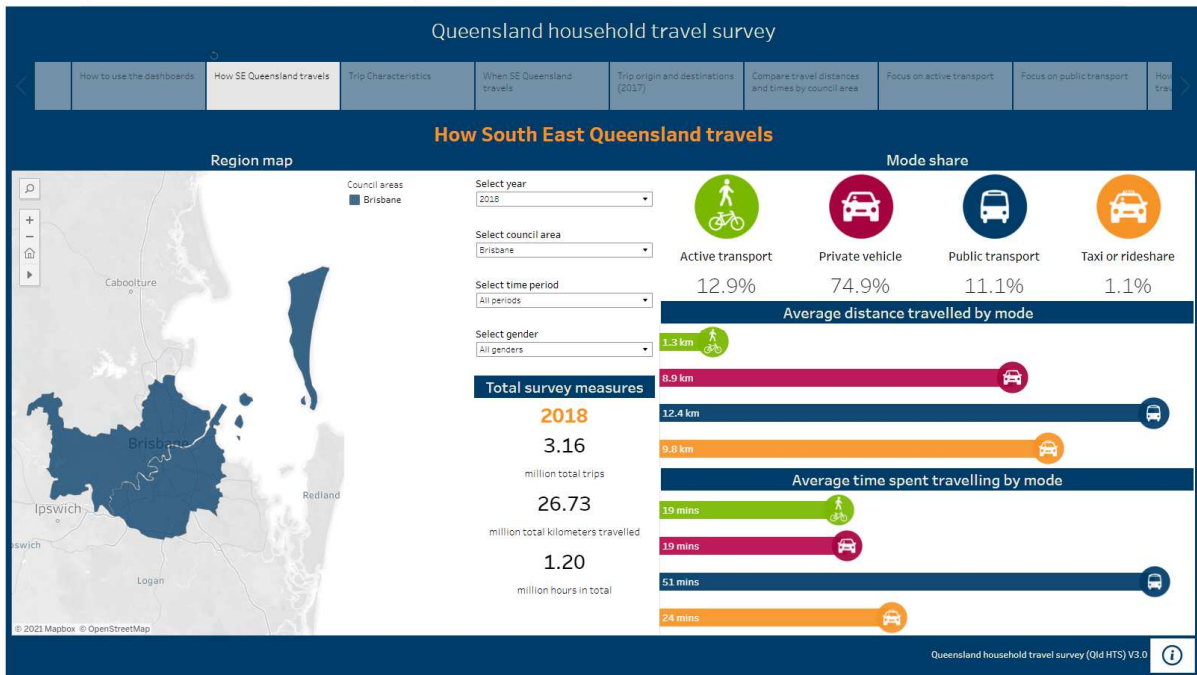 Queensland household travel survey
How to use the dashboards
How SE Queensland travels
Trip Characteristics
When SE Queensland
travels
Trip origin and destinations
(2017)
Compare travel distances
and times by council area
Focus on active transport
Focus on public transport
How
trav
How South East Queensland travels
Region map
Council areas
Brisbane
Caboolture
Brisbane
Redland
Ipswich
swich
Logan
© 2021 Mapbox © OpenStreetMap
Select year
2018
Select council area
Brisbane
Select time period
All periods
Select gender
All genders
Total survey measures
2018
3.16
million total trips
26.73
million total kilometers travelled
1.20
million hours in total
Mode share
Active transport
12.9%
Private vehicle
74.9%
Public transport
11.1%
Taxi or rideshare
1.1%
Average distance travelled by mode
1.3 km
8.9 km
12.4 km
9.8 km
Average time spent travelling by mode
19 mins
19 mins
51 mins
24 mins
Queensland household travel survey (Qld HTS) V3.0